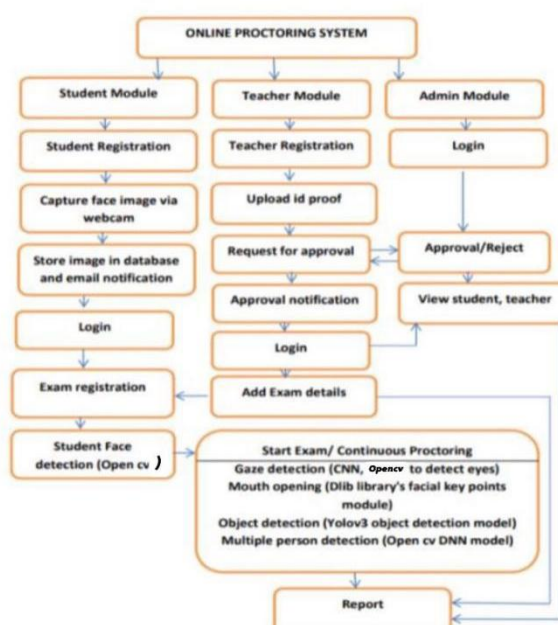 ONLINE PROCTORING SYSTEM
Student Module
Teacher Module
Admin Module
Student Registration
Teacher Registration
Login
Capture face image via
webcam
Upload id proof
Store image in database
and email notification
Request for approval
Approval/Reject
Approval notification
View student, teacher
Login
Login
Exam registration
Add Exam details
Student Face
detection (Open cv )
Start Exam/ Continuous Proctoring
Gaze detection (CNN, Opencv to detect eyes)
Mouth opening (Dlib library's facial key points
module)
Object detection (Yolov3 object detection model)
Multiple person detection (Open cv DNN model)
Report